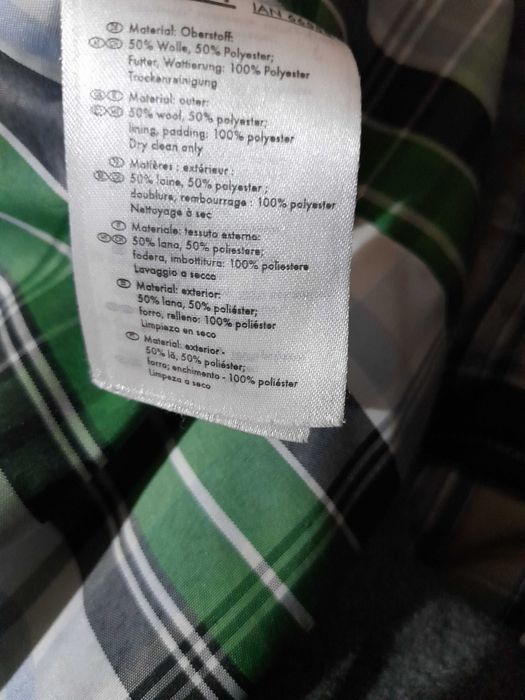 IAN
Material: Oberstoff:
50% Wolle, 50% Polyester;
Futter, Wattierung: 100% Polyester
Trockenreinigung
Material: outer:
50% wool, 50% polyester;
lining, padding: 100% polyester
Dry clean only
Matières : extérieur :
50% laine, 50% polyester ;
doublure, rembourrage : 100% polyester
Nettoyage à sec
Materiale: tessuto esterno:
50% lana, 50% poliestere;
fodera, imbottitura: 100% poliestere
Lavaggio a secco
Material: exterior:
50% lana, 50% poliéster;
forro, relleno: 100% poliéster
Limpieza en seco
Material: exterior -
50% lã, 50% poliéster;
forro; enchimento - 100% poliéster
Limpeza a seco